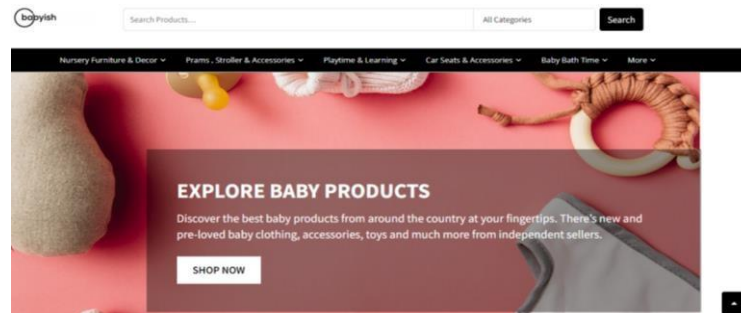 babyish
Search Products....
All Categories
Search
Nursery Furniture & Decor
Prams , Stroller & Accessories
Playtime & Learning
Car Seats & Accessories
Baby Bath Time
More
EXPLORE BABY PRODUCTS
Discover the best baby products from around the country at your fingertips. There's new and
pre-loved baby clothing, accessories, toys and much more from independent sellers.
SHOP NOW